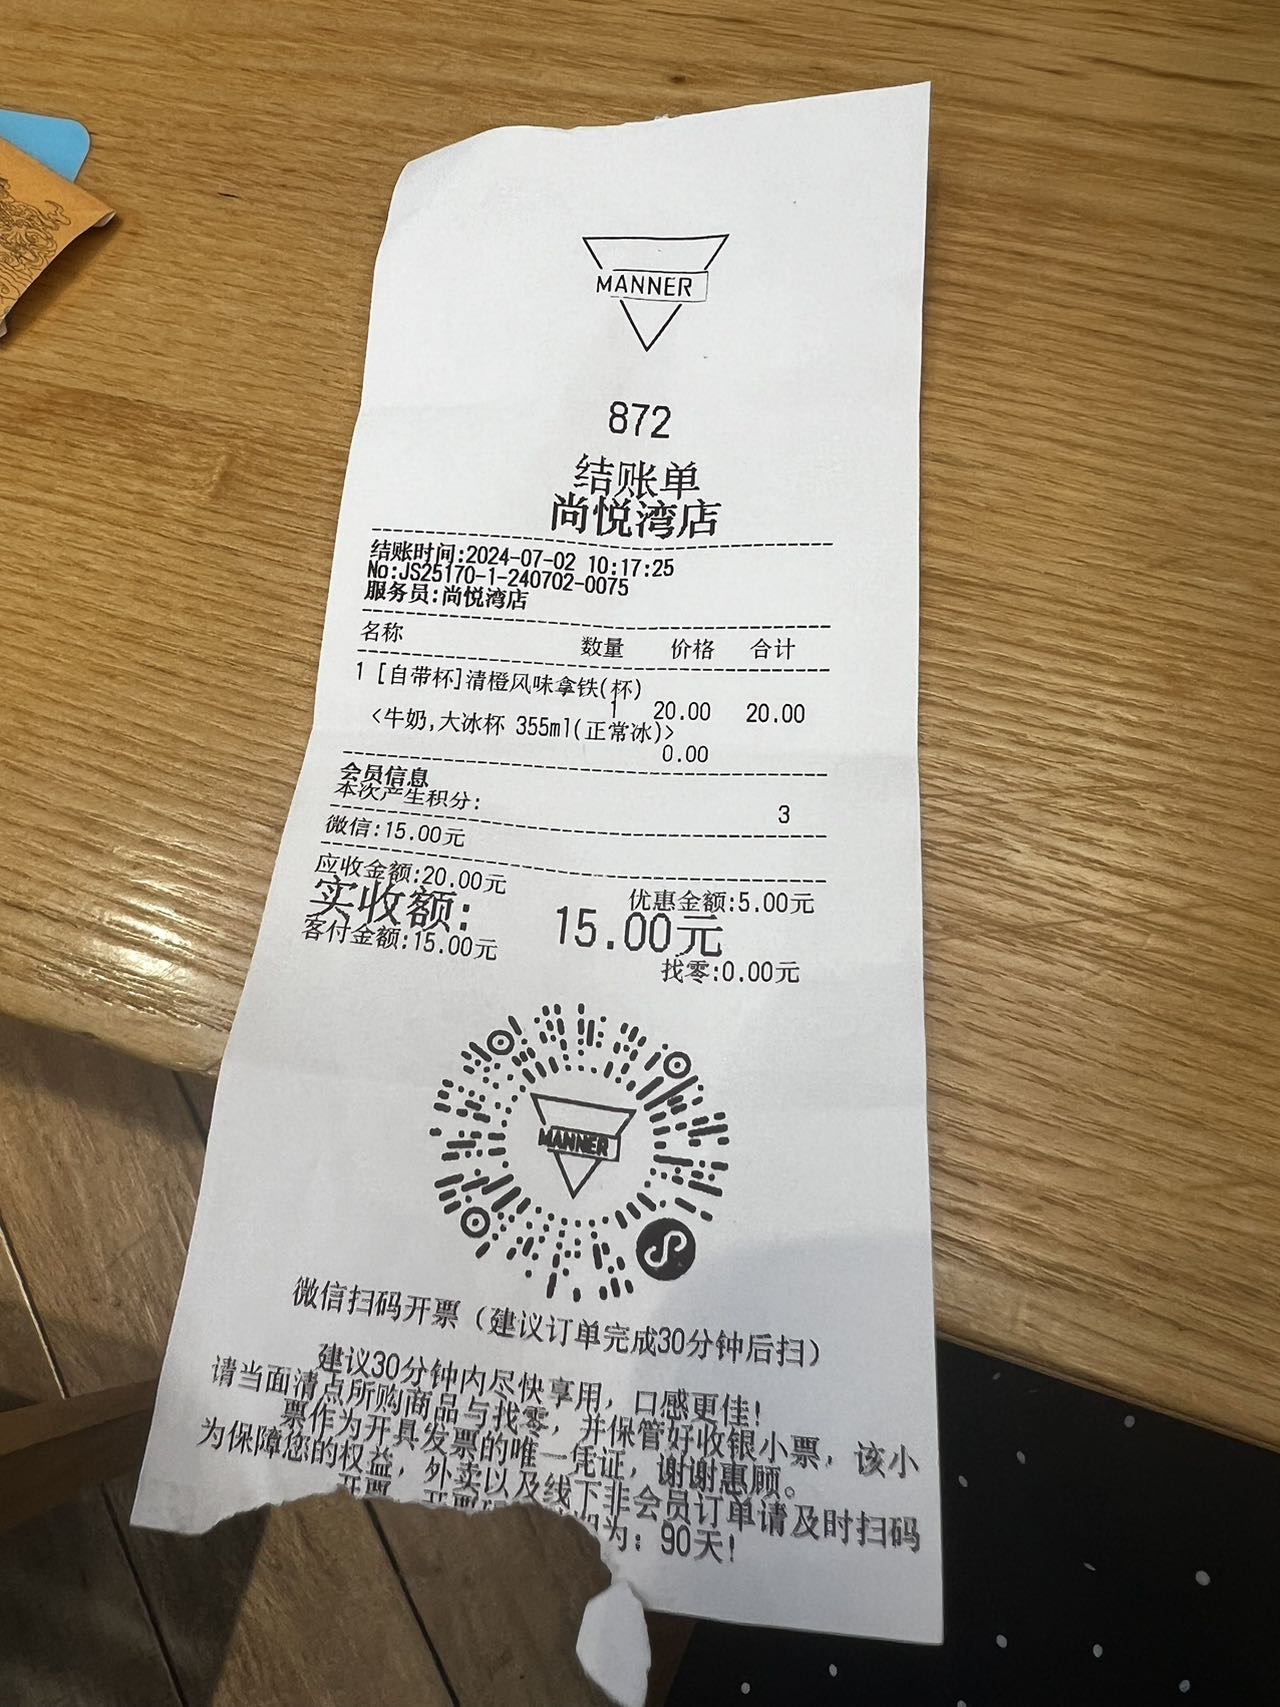 MANNER
872
结账单
尚悦湾店
结账时间:2024-07-02 10:17:25
No:JS25170-1-240702-0075
服务员:尚悦湾店
名称 数量 价格 合计
1 [自带杯]清橙风味拿铁(杯)
1 20.00 20.00
<牛奶,大冰杯 355ml(正常冰)>
0.00
会员信息
本次产生积分: 3
微信:15.00元
应收金额:20.00元 优惠金额:5.00元
实收额: 15.00元
客付金额:15.00元 找零:0.00元
MANNER
微信扫码开票（建议订单完成30分钟后扫）
建议30分钟内尽快享用，口感更佳!
请当面清点所购商品与找零，并保管好收银小票，该小
票作为开具发票的唯一凭证，谢谢惠顾。
为保障您的权益，外卖以及线下非会员订单请及时扫码
开票，开票 为：90天!